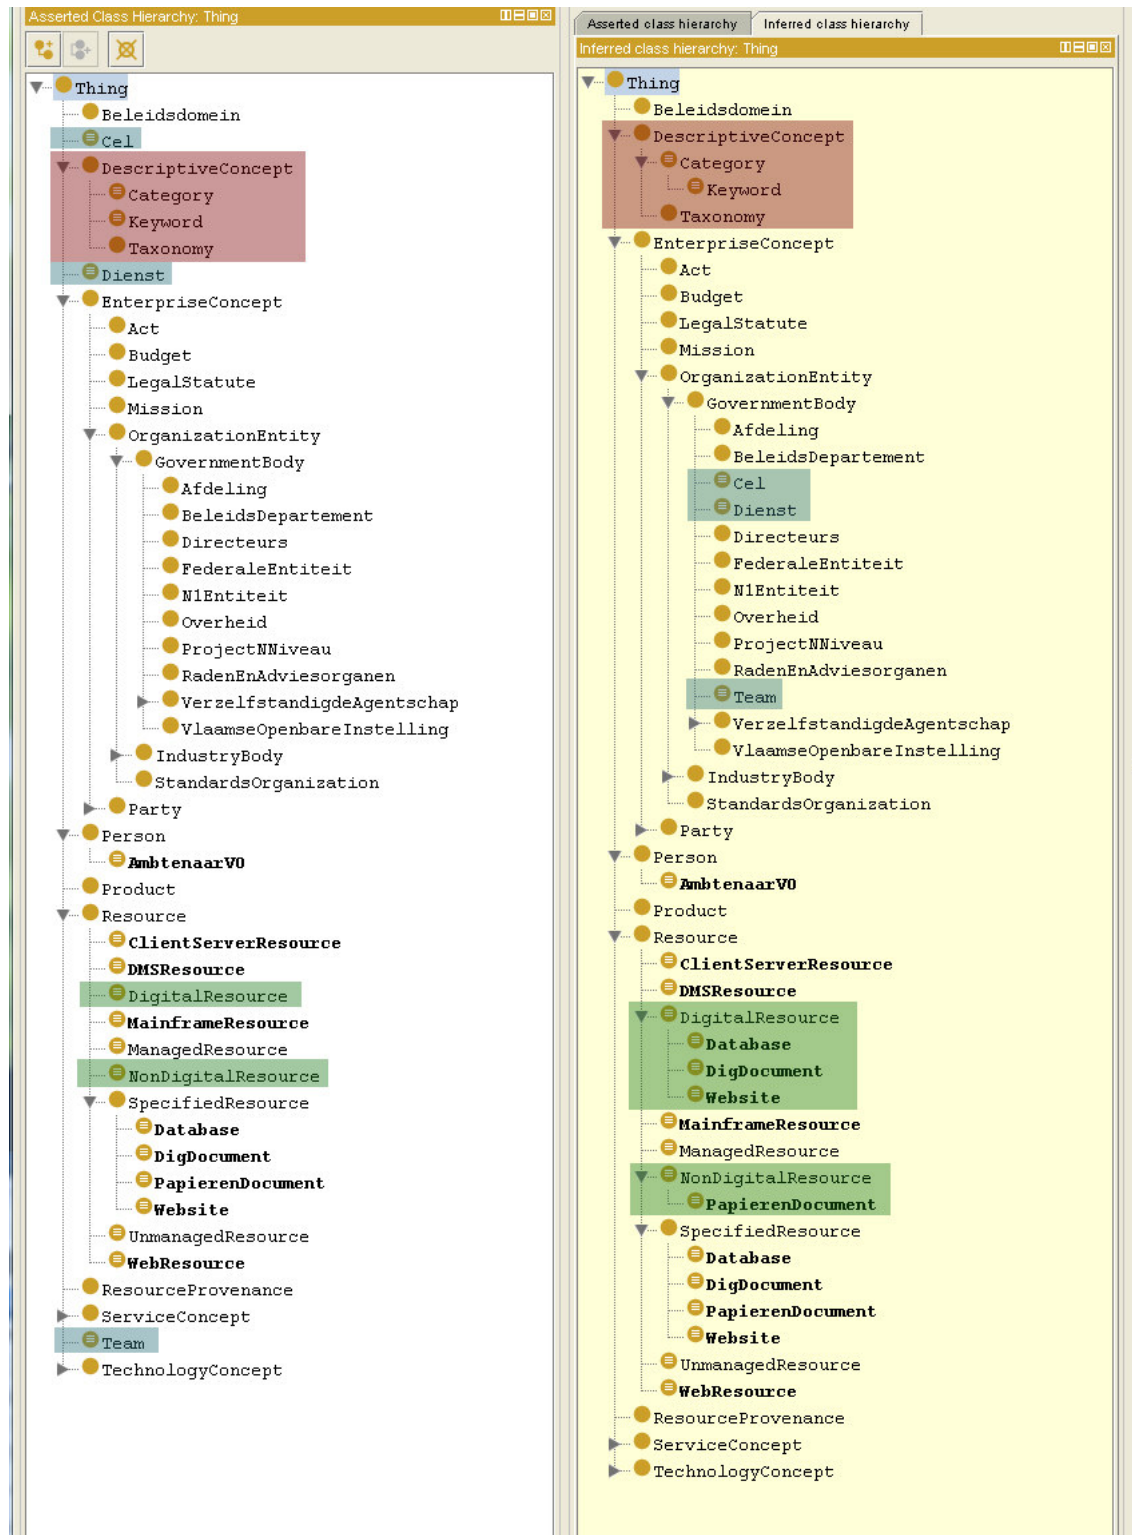 Asserted Class Hierarchy: Thing
Thing
Beleidsdomein
Cel
DescriptiveConcept
Category
Keyword
Taxonomy
Dienst
EnterpriseConcept
Act
Budget
LegalStatute
Mission
OrganizationEntity
GovernmentBody
Afdeling
BeleidsDepartement
Directeurs
FederaleEntiteit
N1Entiteit
Overheid
ProjectNNiveau
RadenEnAdviesorganen
VerzelfstandigdeAgentschap
VlaamseOpenbareInstelling
IndustryBody
StandardsOrganization
Party
Person
AmbtenaarVO
Product
Resource
ClientServerResource
DMSResource
DigitalResource
MainframeResource
ManagedResource
NonDigitalResource
SpecifiedResource
Database
DigDocument
PapierenDocument
Website
UnmanagedResource
WebResource
ResourceProvenance
ServiceConcept
Team
TechnologyConcept
Asserted class hierarchy Inferred class hierarchy
Inferred class hierarchy: Thing
Thing
Beleidsdomein
DescriptiveConcept
Category
Keyword
Taxonomy
EnterpriseConcept
Act
Budget
LegalStatute
Mission
OrganizationEntity
GovernmentBody
Afdeling
BeleidsDepartement
Cel
Dienst
Directeurs
FederaleEntiteit
N1Entiteit
Overheid
ProjectNNiveau
RadenEnAdviesorganen
Team
VerzelfstandigdeAgentschap
VlaamseOpenbareInstelling
IndustryBody
StandardsOrganization
Party
Person
AmbtenaarVO
Product
Resource
ClientServerResource
DMSResource
DigitalResource
Database
DigDocument
Website
MainframeResource
ManagedResource
NonDigitalResource
PapierenDocument
SpecifiedResource
Database
DigDocument
PapierenDocument
Website
UnmanagedResource
WebResource
ResourceProvenance
ServiceConcept
TechnologyConcept